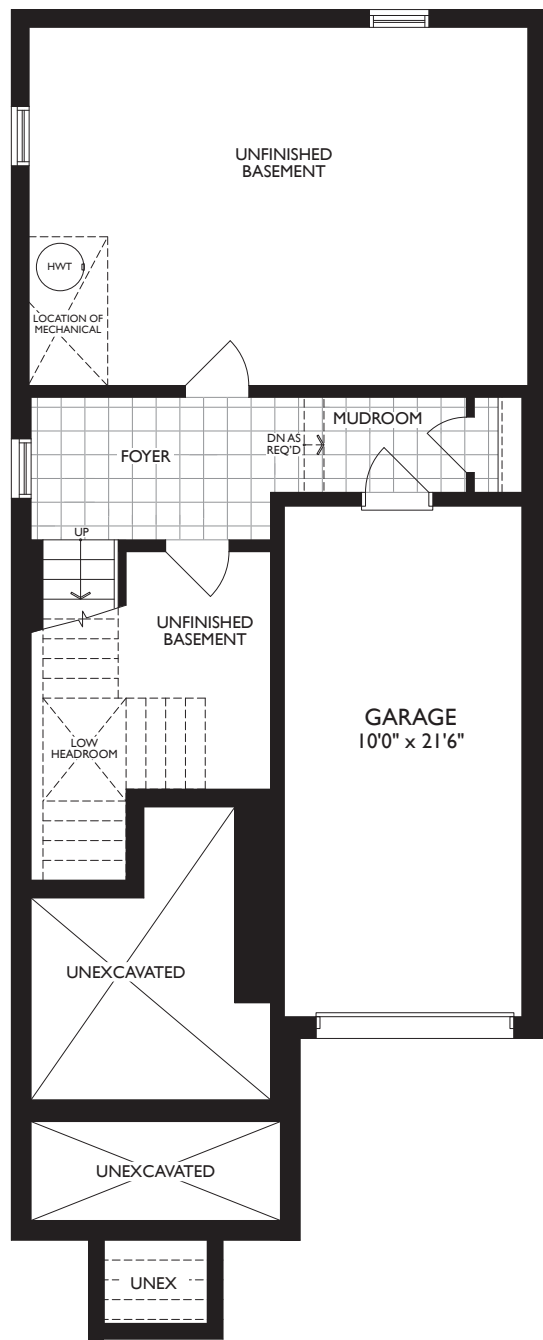 UNFINISHED
BASEMENT
HWT
LOCATION OF
MECHANICAL
MUDROOM
DN AS
REQ'D
FOYER
UP
UNFINISHED
BASEMENT
GARAGE
10'0" x 21'6"
LOW
HEADROOM
UNEXCAVATED
UNEXCAVATED
UNEX